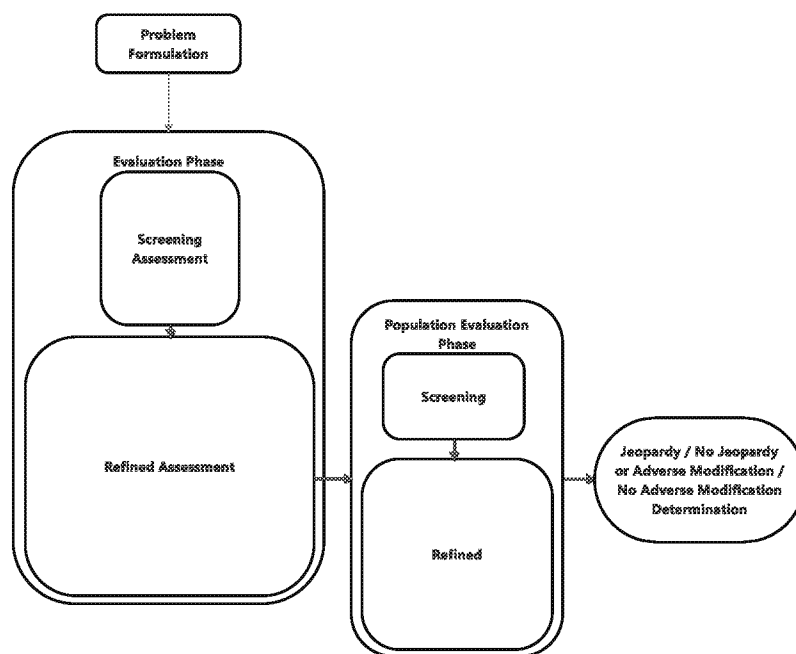 Problem
Formulation
Evaluation Phase
Screening
Assessment
Refined Assessment
Population Evaluation
Phase
Screening
Refined
Jeopardy / No Jeopardy
or Adverse Modification /
No Adverse Modification
Determination